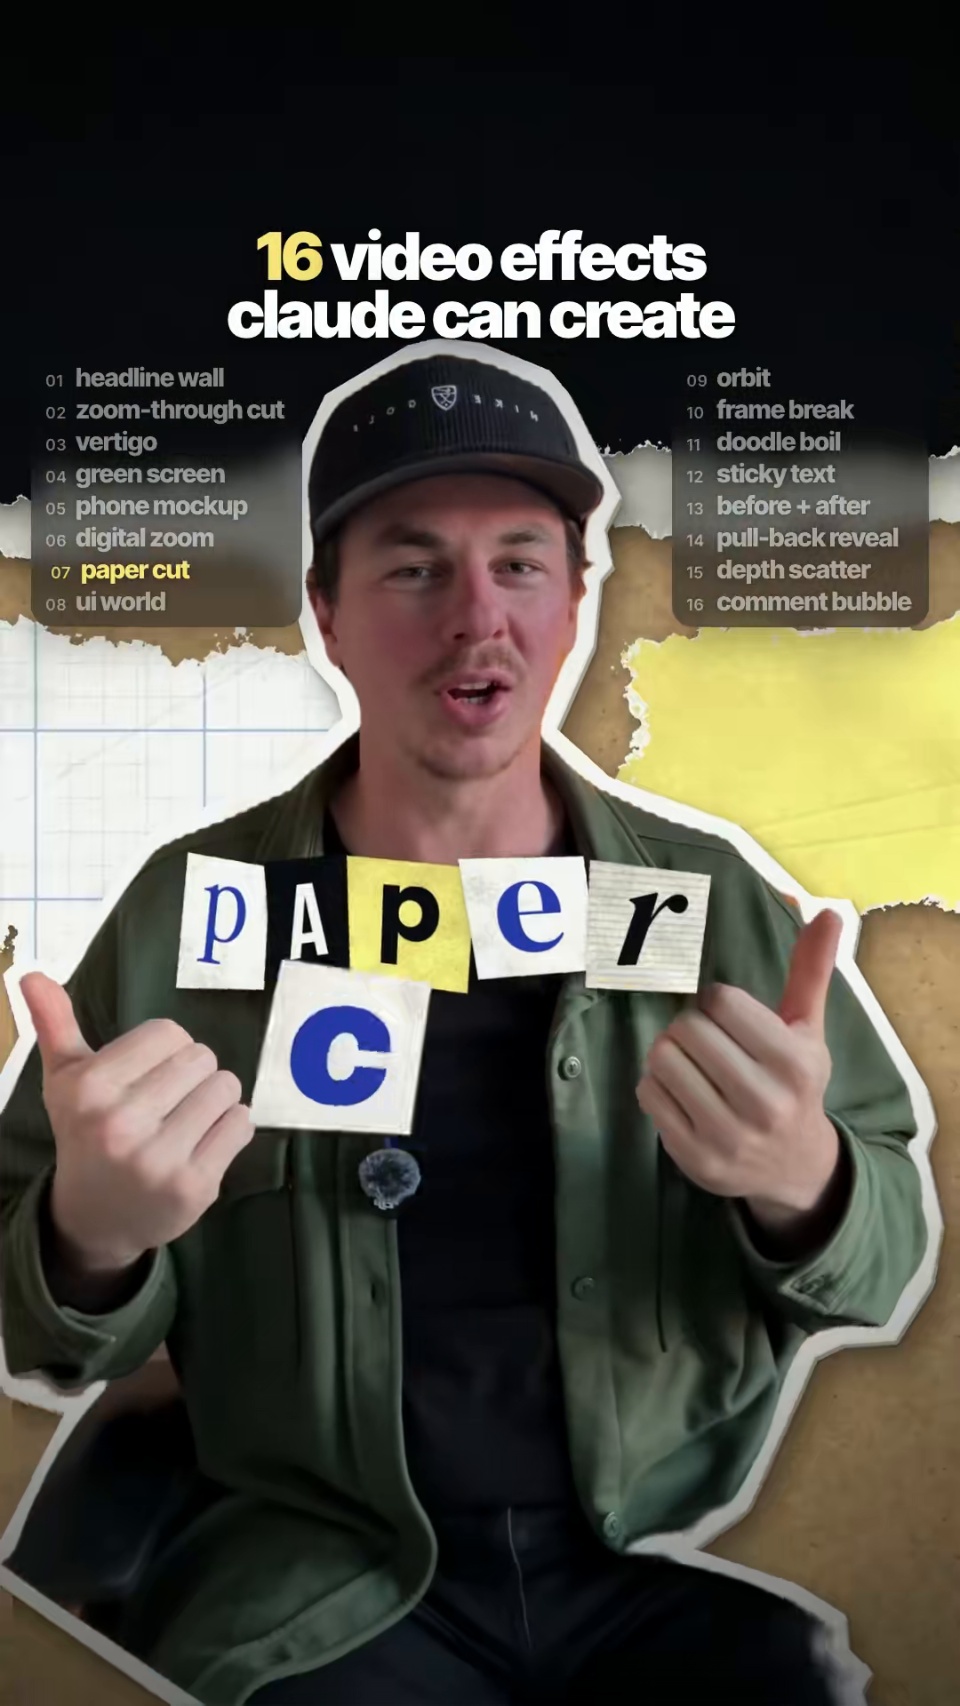 16 video effects
claude can create
01 headline wall
02 zoom-through cut
03 vertigo
04 green screen
05 phone mockup
06 digital zoom
07 paper cut
08 ui world
09 orbit
10 frame break
11 doodle boil
12 sticky text
13 before + after
14 pull-back reveal
15 depth scatter
16 comment bubble
pAper
c